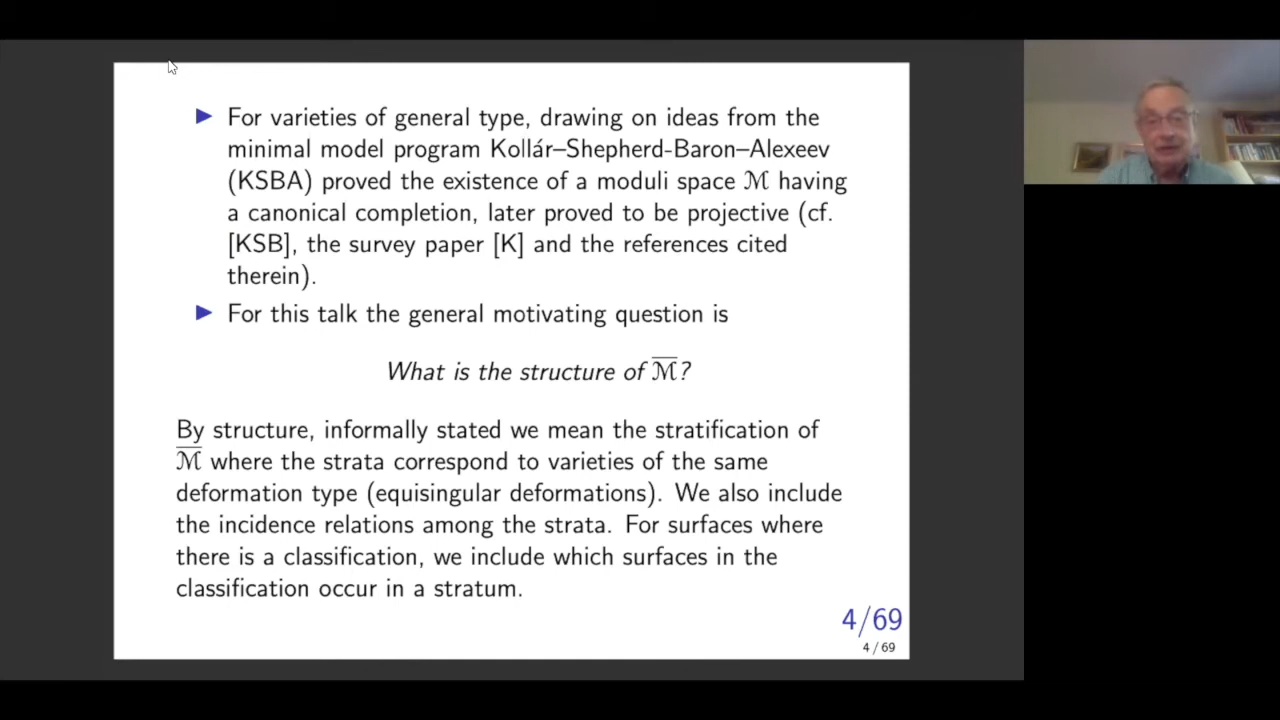 ▶ For varieties of general type, drawing on ideas from the
minimal model program Kollár–Shepherd-Baron–Alexeev
(KSBA) proved the existence of a moduli space ℳ having
a canonical completion, later proved to be projective (cf.
[KSB], the survey paper [K] and the references cited
therein).
▶ For this talk the general motivating question is
What is the structure of ℳ̅?
By structure, informally stated we mean the stratification of
ℳ̅ where the strata correspond to varieties of the same
deformation type (equisingular deformations). We also include
the incidence relations among the strata. For surfaces where
there is a classification, we include which surfaces in the
classification occur in a stratum.
4/69
4 / 69